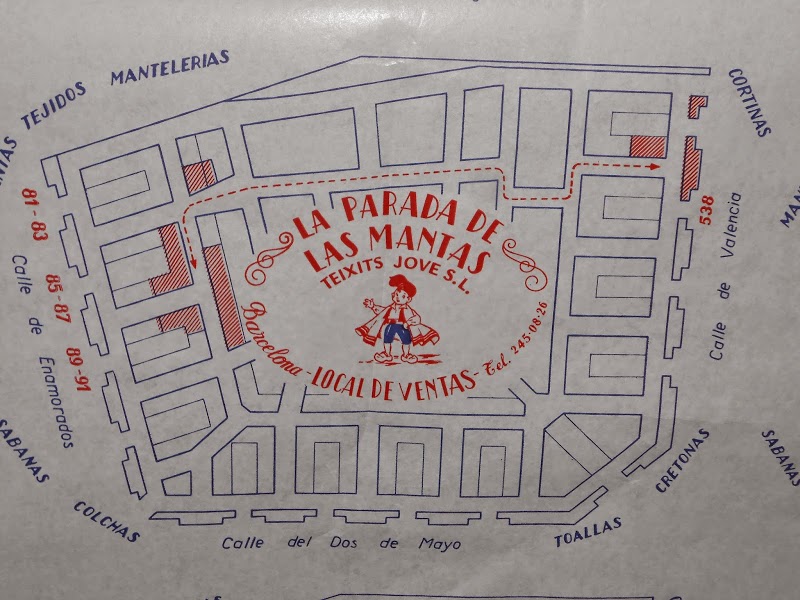 TEJIDOS MANTELERIAS
CORTINAS
81-83
85-87
89-91
Calle de Enamorados
538
Calle de Valencia
LA PARADA DE
LAS MANTAS
TEIXITS JOVE S.L.
Barcelona - LOCAL DE VENTAS - Tel. 245·08·26
SABANAS
COLCHAS
Calle del Dos de Mayo
TOALLAS
CRETONAS
SABANAS